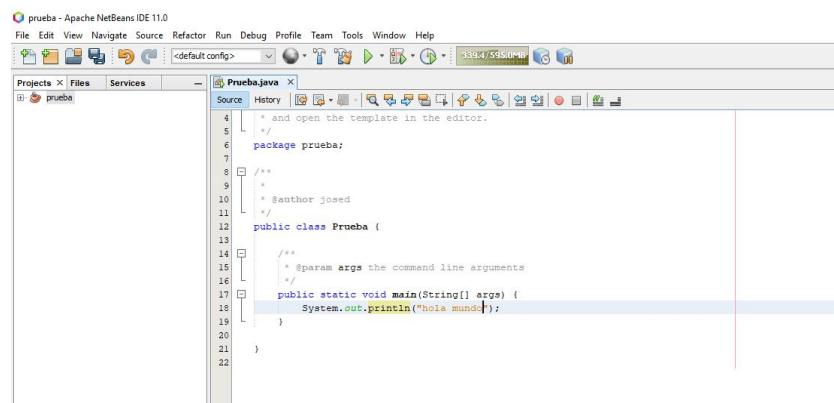 prueba - Apache NetBeans IDE 11.0
File Edit View Navigate Source Refactor Run Debug Profile Team Tools Window Help
<default config> 339.4/595.0MB
Projects × Files Services
Prueba.java ×
prueba
Source History
4 * and open the template in the editor.
5 */
6 package prueba;
7
8 /**
9 *
10 * @author josed
11 */
12 public class Prueba {
13
14 /**
15 * @param args the command line arguments
16 */
17 public static void main(String[] args) {
18 System.out.println("hola mundo");
19 }
20
21 }
22